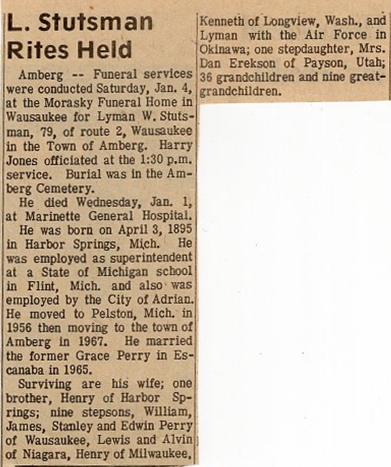 L. Stutsman
Rites Held
Amberg -- Funeral services
were conducted Saturday, Jan. 4,
at the Morasky Funeral Home in
Wausaukee for Lyman W. Stuts-
man, 79, of route 2, Wausaukee
in the Town of Amberg. Harry
Jones officiated at the 1:30 p.m.
service. Burial was in the Am-
berg Cemetery.
He died Wednesday, Jan. 1,
at Marinette General Hospital.
He was born on April 3, 1895
in Harbor Springs, Mich. He
was employed as superintendent
at a State of Michigan school
in Flint, Mich. and also was
employed by the City of Adrian.
He moved to Pelston, Mich. in
1956 then moving to the town of
Amberg in 1967. He married
the former Grace Perry in Es-
canaba in 1965.
Surviving are his wife; one
brother, Henry of Harbor Sp-
rings; nine stepsons, William,
James, Stanley and Edwin Perry
of Wausaukee, Lewis and Alvin
of Niagara, Henry of Milwaukee,
Kenneth of Longview, Wash., and
Lyman with the Air Force in
Okinawa; one stepdaughter, Mrs.
Dan Erekson of Payson, Utah;
36 grandchildren and nine great-
grandchildren.